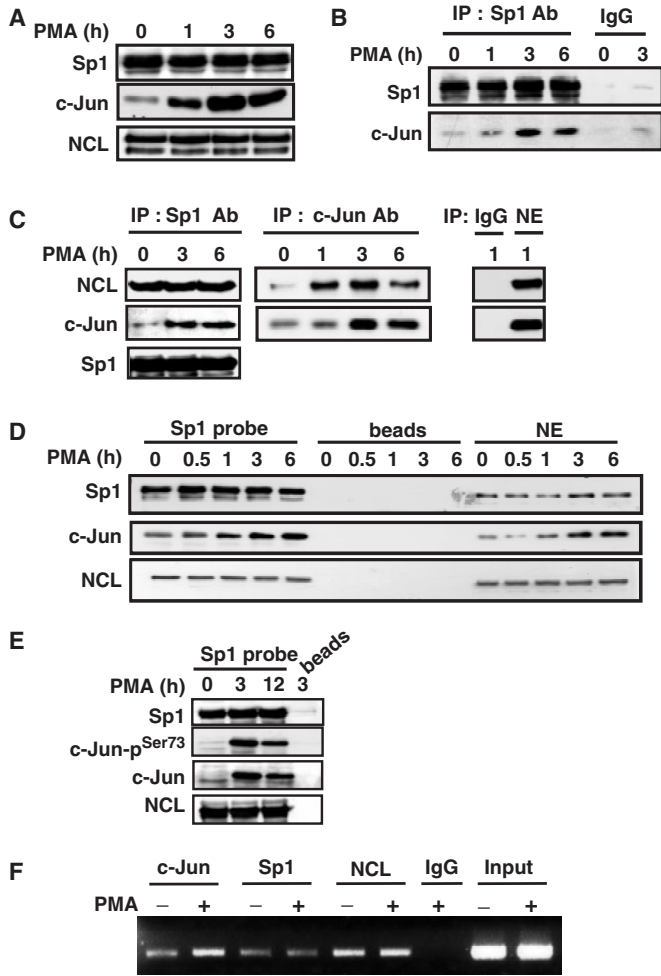 A
PMA (h) 0 1 3 6
Sp1
c-Jun
NCL
B
IP : Sp1 Ab IgG
PMA (h) 0 1 3 6 0 3
Sp1
c-Jun
C
IP : Sp1 Ab IP : c-Jun Ab IP: IgG NE
PMA (h) 0 3 6 0 1 3 6 1 1
NCL
c-Jun
Sp1
D
Sp1 probe beads NE
PMA (h) 0 0.5 1 3 6 0 0.5 1 3 6 0 0.5 1 3 6
Sp1
c-Jun
NCL
E
Sp1 probe beads
PMA (h) 0 3 12 3
Sp1
c-Jun-pSer73
c-Jun
NCL
F
c-Jun Sp1 NCL IgG Input
PMA – + – + – + + – +